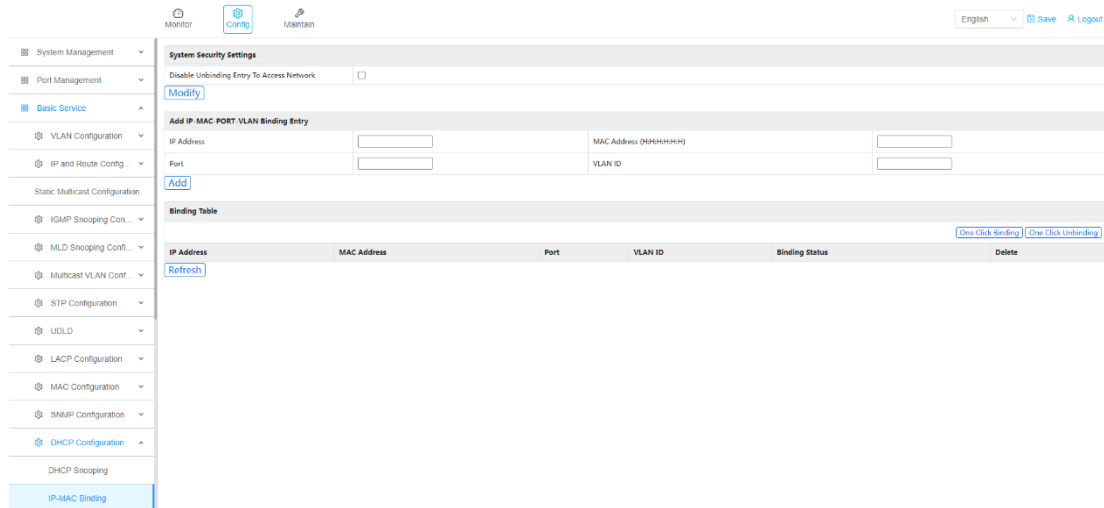 Monitor
Config
Maintain
English
Save
Logout
System Management
Port Management
Basic Service
VLAN Configuration
IP and Route Config...
Static Multicast Configuration
IGMP Snooping Con...
MLD Snooping Confi...
Multicast VLAN Conf...
STP Configuration
UDLD
LACP Configuration
MAC Configuration
SNMP Configuration
DHCP Configuration
DHCP Snooping
IP-MAC Binding
System Security Settings
Disable Unbinding Entry To Access Network
Modify
Add IP-MAC-PORT-VLAN Binding Entry
IP Address MAC Address (H:H:H:H:H:H)
Port VLAN ID
Add
Binding Table
One Click Binding One Click Unbinding
IP Address MAC Address Port VLAN ID Binding Status Delete
Refresh